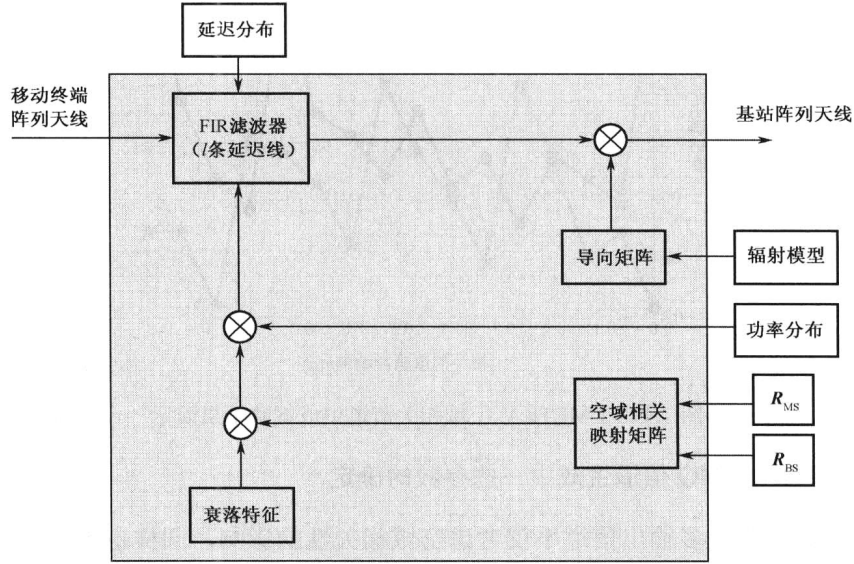 延迟分布
移动终端
阵列天线
FIR滤波器
（l条延迟线）
基站阵列天线
导向矩阵
辐射模型
功率分布
空域相关
映射矩阵
R_MS
R_BS
衰落特征